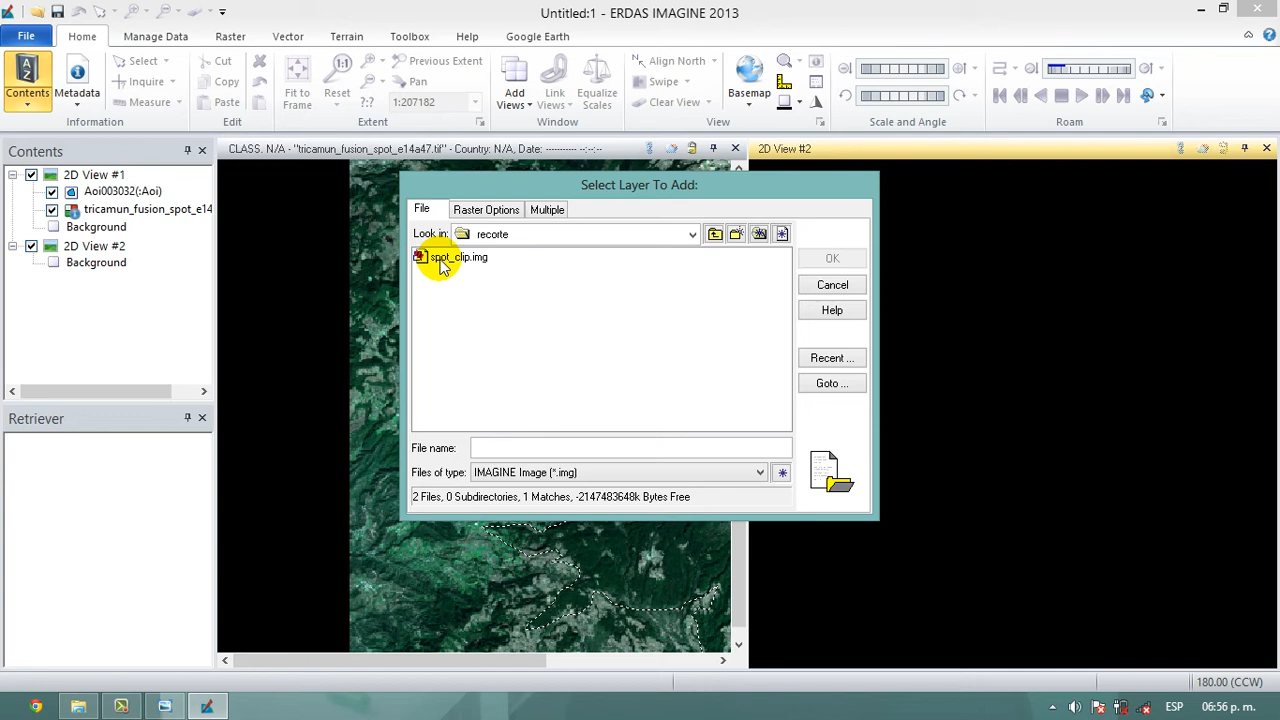 Untitled:1 - ERDAS IMAGINE 2013
File Home Manage Data Raster Vector Terrain Toolbox Help Google Earth
Contents
Metadata
Select
Inquire
Measure
Information
Cut
Copy
Paste
Edit
Fit to Frame
Reset
1:1
?:?
Previous Extent
Pan
1:207182
Extent
Add Views
Link Views
Equalize Scales
Window
Align North
Swipe
Clear View
View
Basemap
Scale and Angle
Roam
Contents
2D View #1
Aoi003032(:Aoi)
tricamun_fusion_spot_e14
Background
2D View #2
Background
Retriever
CLASS. N/A - "tricamun_fusion_spot_e14a47.tif" - Country: N/A, Date: ---------- --:--:--
2D View #2
Select Layer To Add:
File Raster Options Multiple
Look in: recorte
spot_clip.img
OK
Cancel
Help
Recent ...
Goto ...
File name:
Files of type: IMAGINE Image (*.img)
2 Files, 0 Subdirectories, 1 Matches, -2147483648k Bytes Free
180.00 (CCW)
ESP 06:56 p. m.